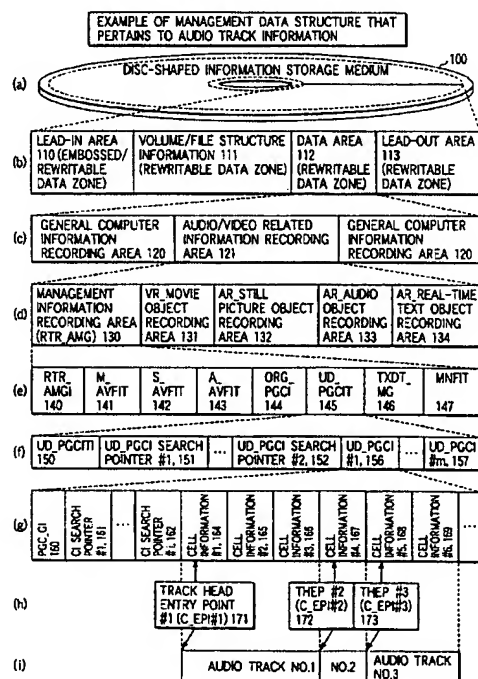 EXAMPLE OF MANAGEMENT DATA STRUCTURE THAT
PERTAINS TO AUDIO TRACK INFORMATION
100
DISC-SHAPED INFORMATION STORAGE MEDIUM
(a)
(b)
LEAD-IN AREA
110 (EMBOSSED/
REWRITABLE
DATA ZONE)
VOLUME/FILE STRUCTURE
INFORMATION 111
(REWRITABLE DATA ZONE)
DATA AREA
112
(REWRITABLE
DATA ZONE)
LEAD-OUT AREA
113
(REWRITABLE
DATA ZONE)
(c)
GENERAL COMPUTER
INFORMATION
RECORDING AREA 120
AUDIO/VIDEO RELATED
INFORMATION RECORDING
AREA 121
GENERAL COMPUTER
INFORMATION
RECORDING AREA 120
(d)
MANAGEMENT
INFORMATION
RECORDING AREA
(RTR_AMG) 130
VR_MOVIE
OBJECT
RECORDING
AREA 131
AR_STILL
PICTURE OBJECT
RECORDING
AREA 132
AR_AUDIO
OBJECT
RECORDING
AREA 133
AR_REAL-TIME
TEXT OBJECT
RECORDING
AREA 134
(e)
RTR_
AMGI
140
M_
AVFIT
141
S_
AVFIT
142
A_
AVFIT
143
ORG_
PGCI
144
UD_
PGCIT
145
TXDT_
MG
146
MNFIT
147
(f)
UD_PGCITI
150
UD_PGCI SEARCH
POINTER #1, 151
...
UD_PGCI SEARCH
POINTER #2, 152
UD_PGCI
#1, 156
...
UD_PGCI
#m, 157
(g)
PGC_GI
160
CI SEARCH
POINTER
#1, 161
...
CI SEARCH
POINTER
#i, 162
CELL
INFORMATION
#1, 164
CELL
INFORMATION
#2, 165
CELL
INFORMATION
#3, 166
CELL
INFORMATION
#4, 167
CELL
INFORMATION
#5, 168
CELL
INFORMATION
#6, 169
...
(h)
TRACK HEAD
ENTRY POINT
#1 (C_EPI#1) 171
THEP #2
(C_EPI#2)
172
THEP #3
(C_EPI#3)
173
(i)
AUDIO TRACK NO.1
NO.2
AUDIO TRACK
NO.3